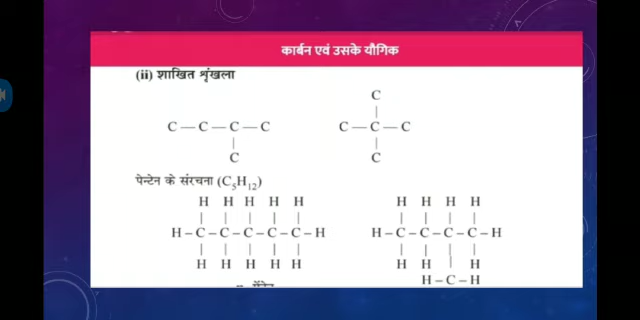 कार्बन एवं उसके यौगिक
(ii) शाखित शृंखला
C
C — C — C — C C — C — C
C C
पेन्टेन के संरचना (C₅H₁₂)
H H H H H H H H H
H – C – C – C – C – C – H H – C – C – C – C – H
H H H H H H H H
H – C – H